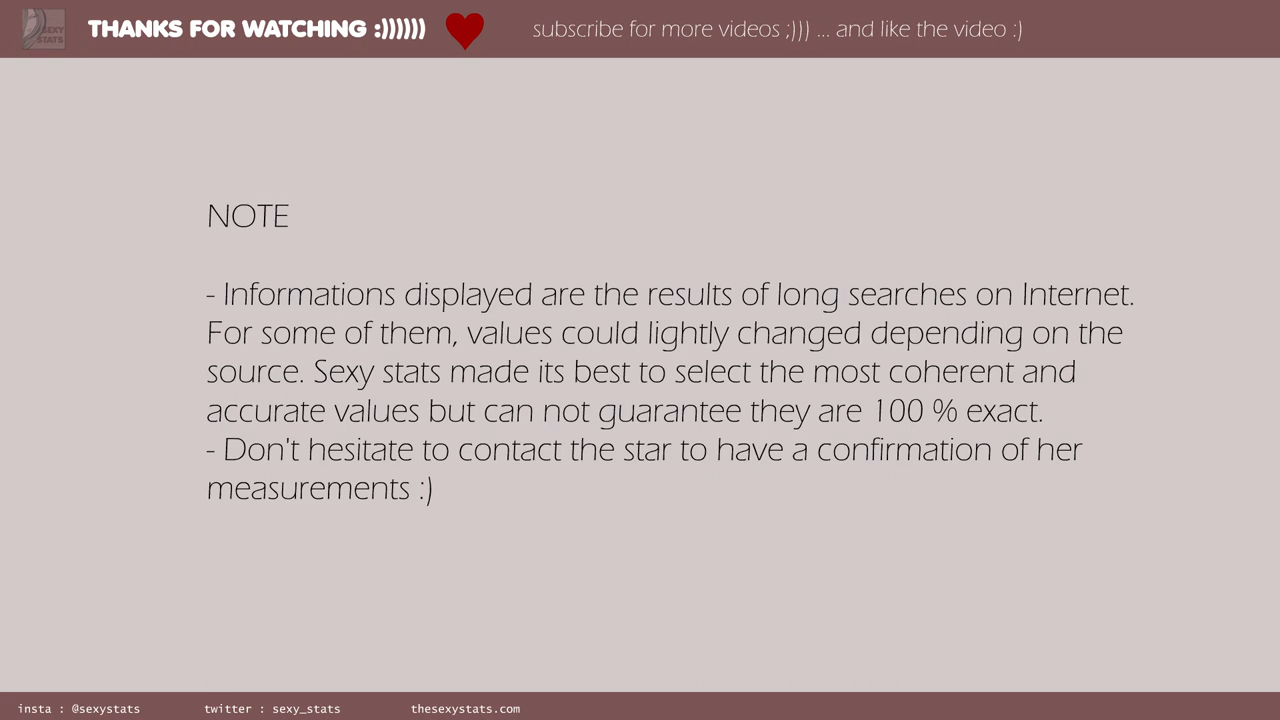 SEXY
STATS
THANKS FOR WATCHING :))))))
subscribe for more videos ;))) ... and like the video :)
NOTE
- Informations displayed are the results of long searches on Internet.
For some of them, values could lightly changed depending on the
source. Sexy stats made its best to select the most coherent and
accurate values but can not guarantee they are 100 % exact.
- Don't hesitate to contact the star to have a confirmation of her
measurements :)
insta : @sexystats
twitter : sexy_stats
thesexystats.com